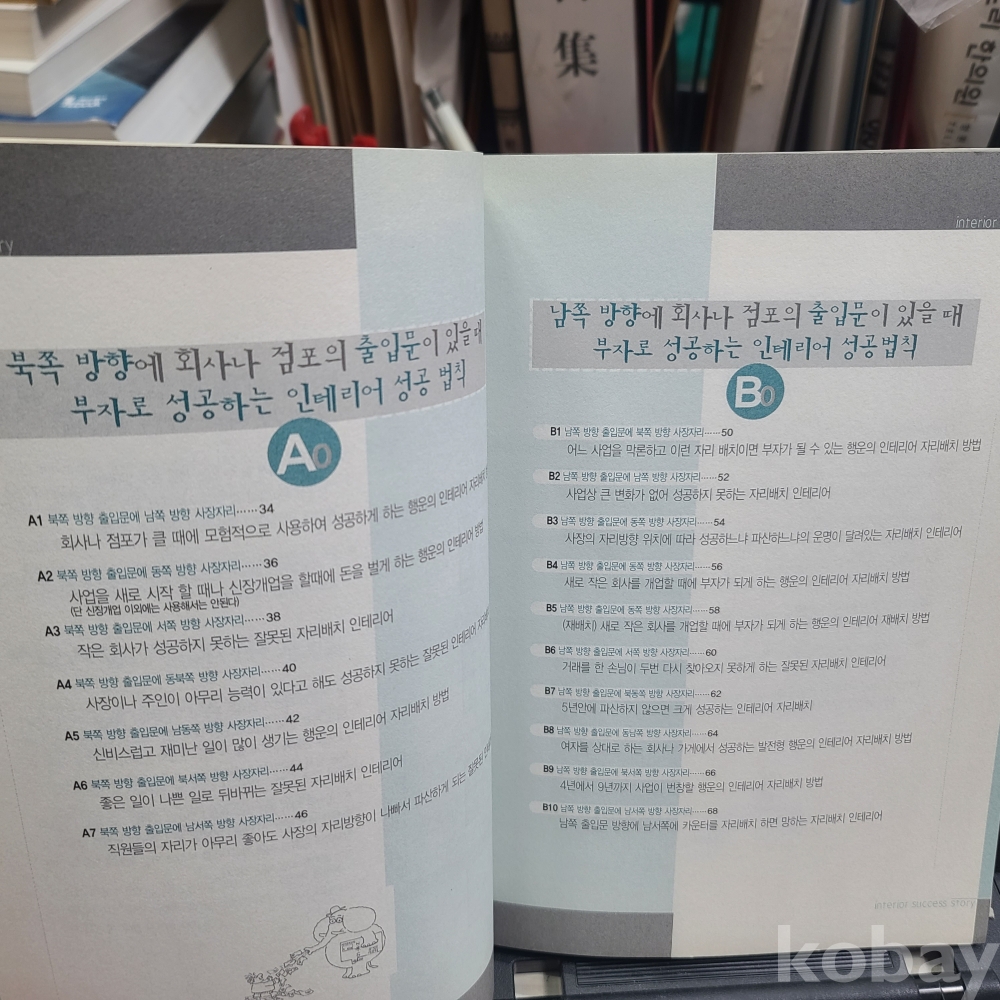 集
한의원
ry
북쪽 방향에 회사나 점포의 출입문이 있을 때
부자로 성공하는 인테리어 성공 법칙
A0
A1 북쪽 방향 출입문에 남쪽 방향 사장자리……34
회사나 점포가 클 때에 모험적으로 사용하여 성공하게 하는 행운의 인테리어 자리배치
A2 북쪽 방향 출입문에 동쪽 방향 사장자리……36
사업을 새로 시작 할 때나 신장개업을 할때에 돈을 벌게 하는 행운의 인테리어 방법
(단 신장개업 이외에는 사용해서는 안된다)
A3 북쪽 방향 출입문에 서쪽 방향 사장자리……38
작은 회사가 성공하지 못하는 잘못된 자리배치 인테리어
A4 북쪽 방향 출입문에 동북쪽 방향 사장자리……40
사장이나 주인이 아무리 능력이 있다고 해도 성공하지 못하는 잘못된 인테리어
A5 북쪽 방향 출입문에 남동쪽 방향 사장자리……42
신비스럽고 재미난 일이 많이 생기는 행운의 인테리어 자리배치 방법
A6 북쪽 방향 출입문에 북서쪽 방향 사장자리……44
좋은 일이 나쁜 일로 뒤바뀌는 잘못된 자리배치 인테리어
A7 북쪽 방향 출입문에 남서쪽 방향 사장자리……46
직원들의 자리가 아무리 좋아도 사장의 자리방향이 나빠서 파산하게 되는 잘못된
interior
남쪽 방향에 회사나 점포의 출입문이 있을 때
부자로 성공하는 인테리어 성공법칙
B0
B1 남쪽 방향 출입문에 북쪽 방향 사장자리……50
어느 사업을 막론하고 이런 자리 배치이면 부자가 될 수 있는 행운의 인테리어 자리배치 방법
B2 남쪽 방향 출입문에 남쪽 방향 사장자리……52
사업상 큰 변화가 없어 성공하지 못하는 자리배치 인테리어
B3 남쪽 방향 출입문에 동쪽 방향 사장자리……54
사장의 자리방향 위치에 따라 성공하느냐 파산하느냐의 운명이 달려있는 자리배치 인테리어
B4 남쪽 방향 출입문에 동쪽 방향 사장자리……56
새로 작은 회사를 개업할 때에 부자가 되게 하는 행운의 인테리어 자리배치 방법
B5 남쪽 방향 출입문에 동쪽 방향 사장자리……58
(재배치) 새로 작은 회사를 개업할 때에 부자가 되게 하는 행운의 인테리어 재배치 방법
B6 남쪽 방향 출입문에 서쪽 방향 사장자리……60
거래를 한 손님이 두번 다시 찾아오지 못하게 하는 잘못된 자리배치 인테리어
B7 남쪽 방향 출입문에 북동쪽 방향 사장자리……62
5년안에 파산하지 않으면 크게 성공하는 인테리어 자리배치
B8 남쪽 방향 출입문에 동남쪽 방향 사장자리……64
여자를 상대로 하는 회사나 가게에서 성공하는 발전형 행운의 인테리어 자리배치 방법
B9 남쪽 방향 출입문에 북서쪽 방향 사장자리……66
4년에서 9년까지 사업이 번창할 행운의 인테리어 자리배치 방법
B10 남쪽 방향 출입문에 남서쪽 방향 사장자리……68
남쪽 출입문 방향에 남서쪽에 카운터를 자리배치 하면 망하는 자리배치 인테리어
interior success story
kobay